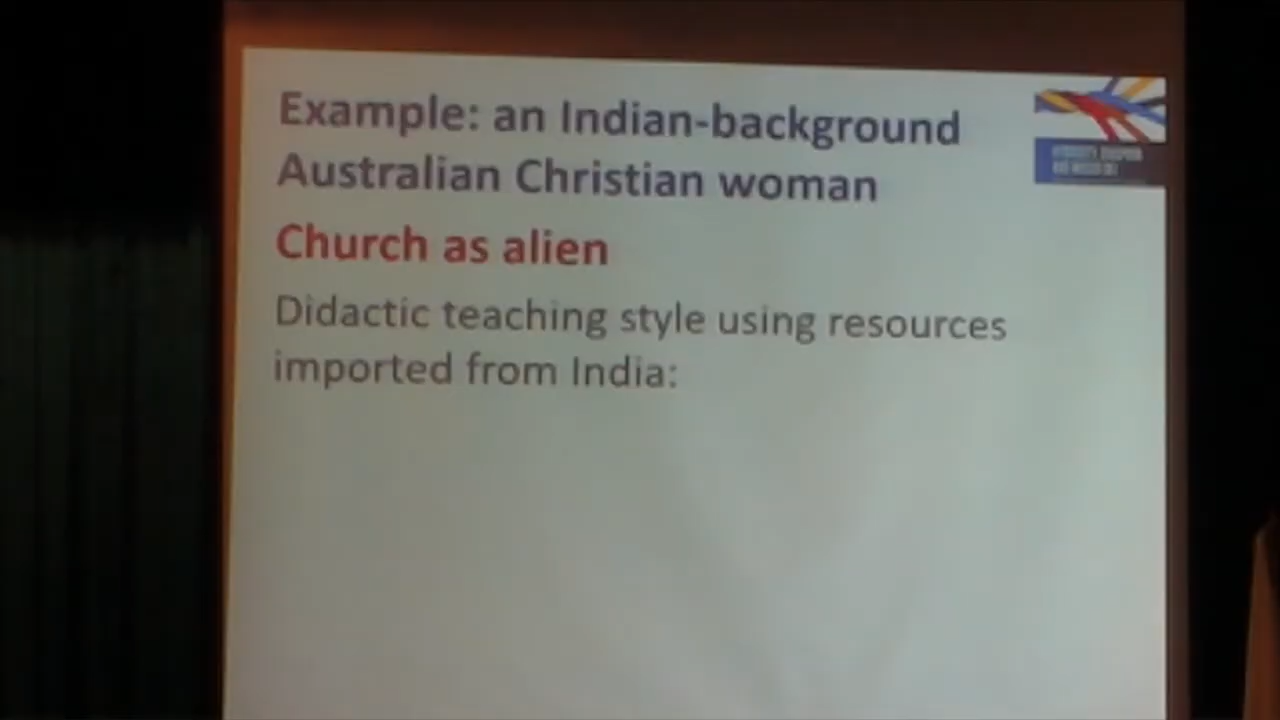 Example: an Indian-background
Australian Christian woman
Church as alien
Didactic teaching style using resources
imported from India: